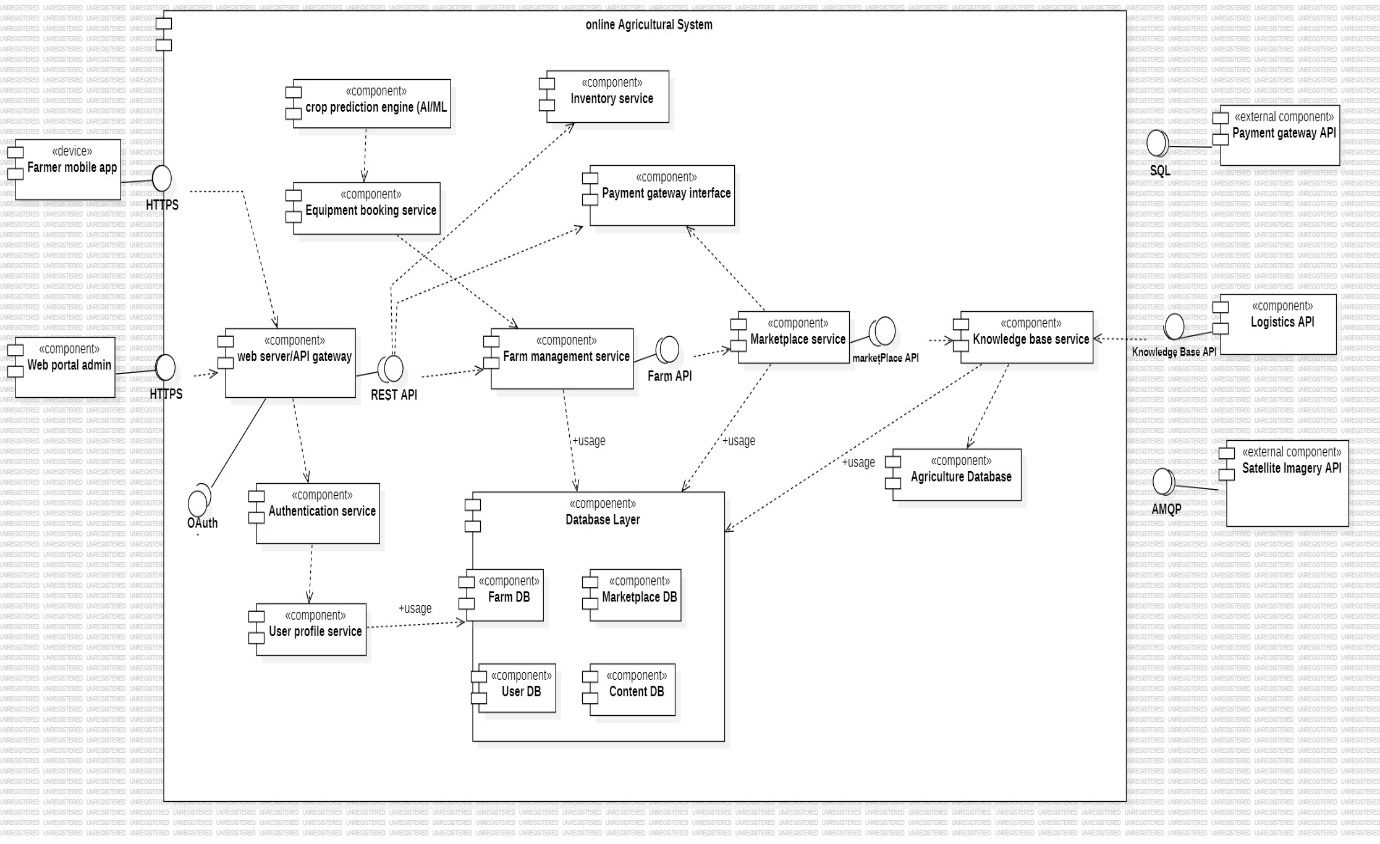 online Agricultural System
«component»
crop prediction engine (AI/ML
«component»
Inventory service
«external component»
Payment gateway API
SQL
«device»
Farmer mobile app
HTTPS
«component»
Equipment booking service
«component»
Payment gateway interface
«component»
Web portal admin
HTTPS
«component»
web server/API gateway
REST API
«component»
Farm management service
Farm API
«component»
Marketplace service
marketPlace API
«component»
Knowledge base service
Knowledge Base API
«component»
Logistics API
+usage
+usage
+usage
«component»
Agriculture Database
«external component»
Satellite Imagery API
AMQP
OAuth
«component»
Authentication service
«compoenent»
Database Layer
«component»
Farm DB
«component»
Marketplace DB
«component»
User profile service
+usage
«component»
User DB
«component»
Content DB
UNREGISTERED